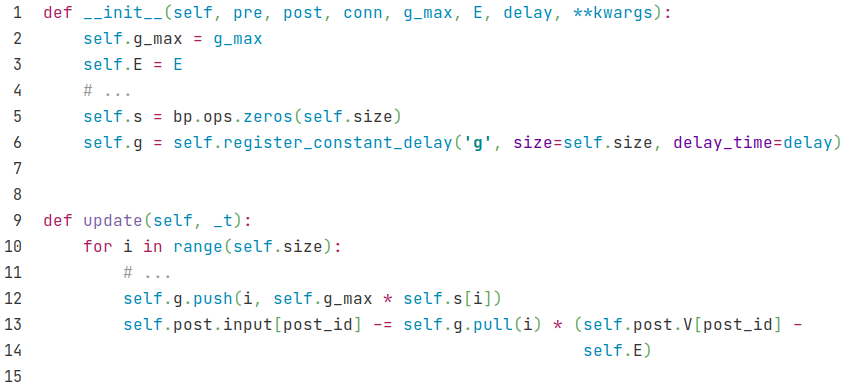 1 def __init__(self, pre, post, conn, g_max, E, delay, **kwargs):
2     self.g_max = g_max
3     self.E = E
4     # ...
5     self.s = bp.ops.zeros(self.size)
6     self.g = self.register_constant_delay('g', size=self.size, delay_time=delay)
7
8
9 def update(self, _t):
10     for i in range(self.size):
11         # ...
12         self.g.push(i, self.g_max * self.s[i])
13         self.post.input[post_id] -= self.g.pull(i) * (self.post.V[post_id] -
14                                                       self.E)
15